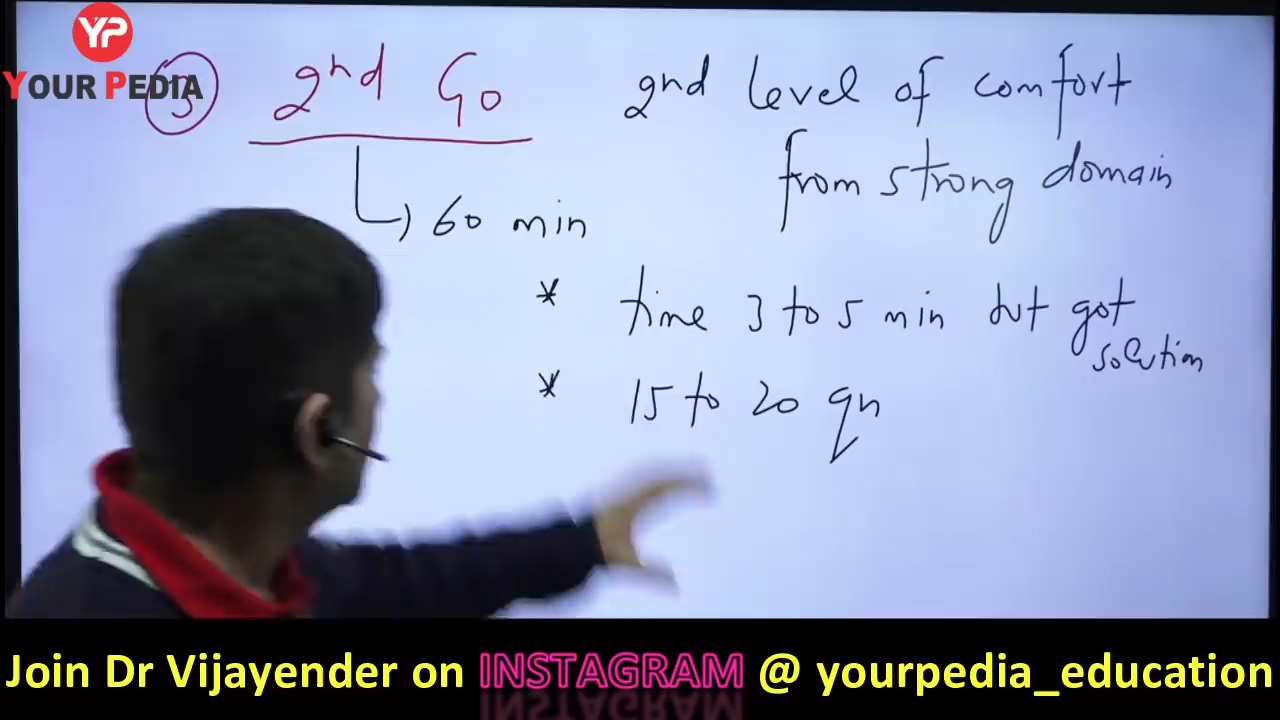 YP
YOUR PEDIA
3
2nd Go
2nd level of comfort
from strong domain
60 min
* time 3 to 5 min but got
solution
* 15 to 20 qn
Join Dr Vijayender on INSTAGRAM @ yourpedia_education